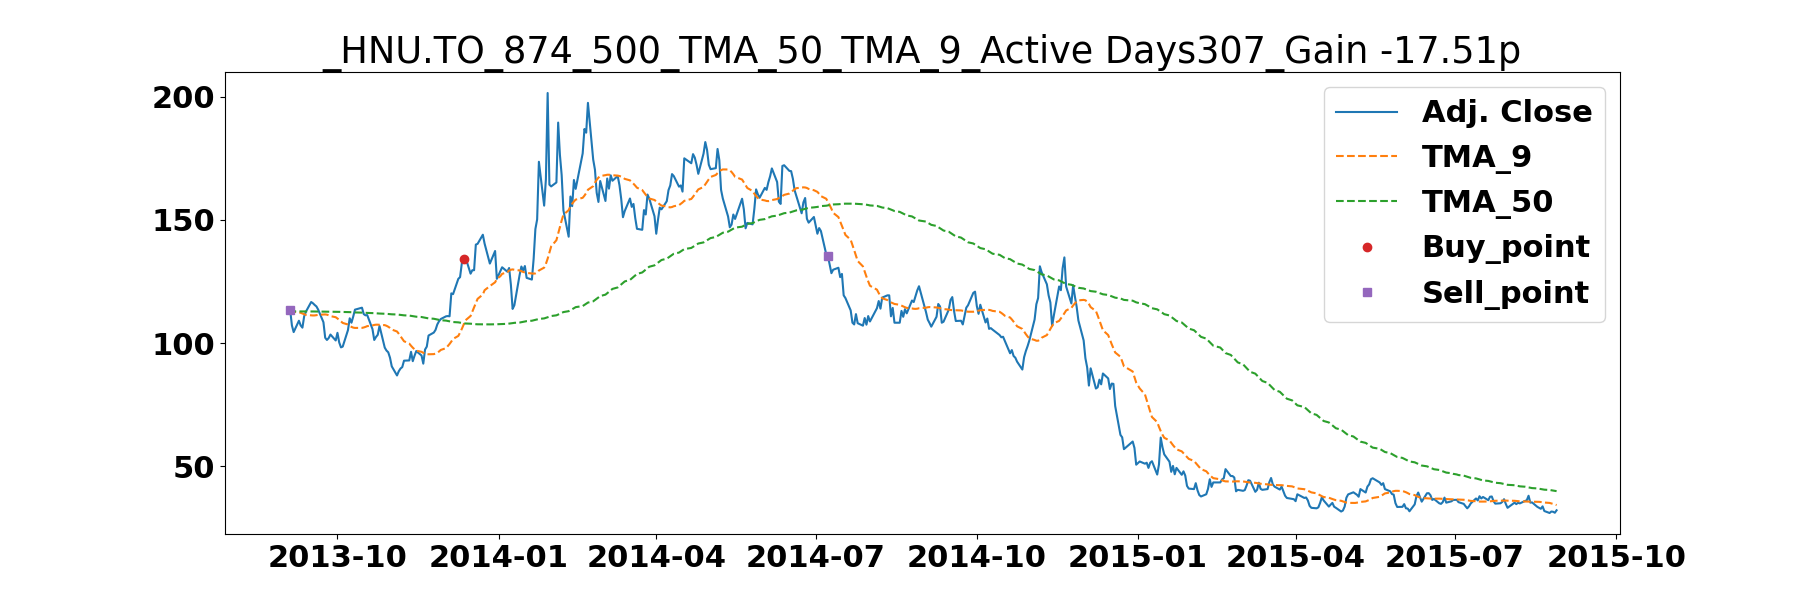 _HNU.TO_874_500_TMA_50_TMA_9_Active Days307_Gain -17.51p
200
150
100
50
Adj. Close
TMA_9
TMA_50
Buy_point
Sell_point
2013-10 2014-01 2014-04 2014-07 2014-10 2015-01 2015-04 2015-07 2015-10